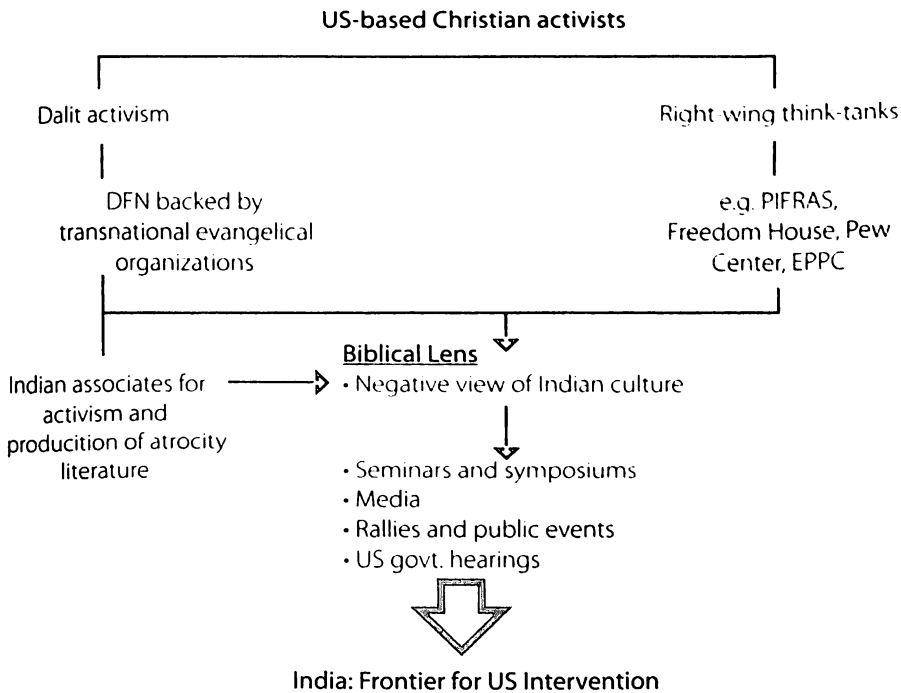 US-based Christian activists
Dalit activism
Right-wing think-tanks
DFN backed by
transnational evangelical
organizations
e.g. PIFRAS,
Freedom House, Pew
Center, EPPC
Biblical Lens
• Negative view of Indian culture
Indian associates for
activism and
producition of atrocity
literature
• Seminars and symposiums
• Media
• Rallies and public events
• US govt. hearings
India: Frontier for US Intervention